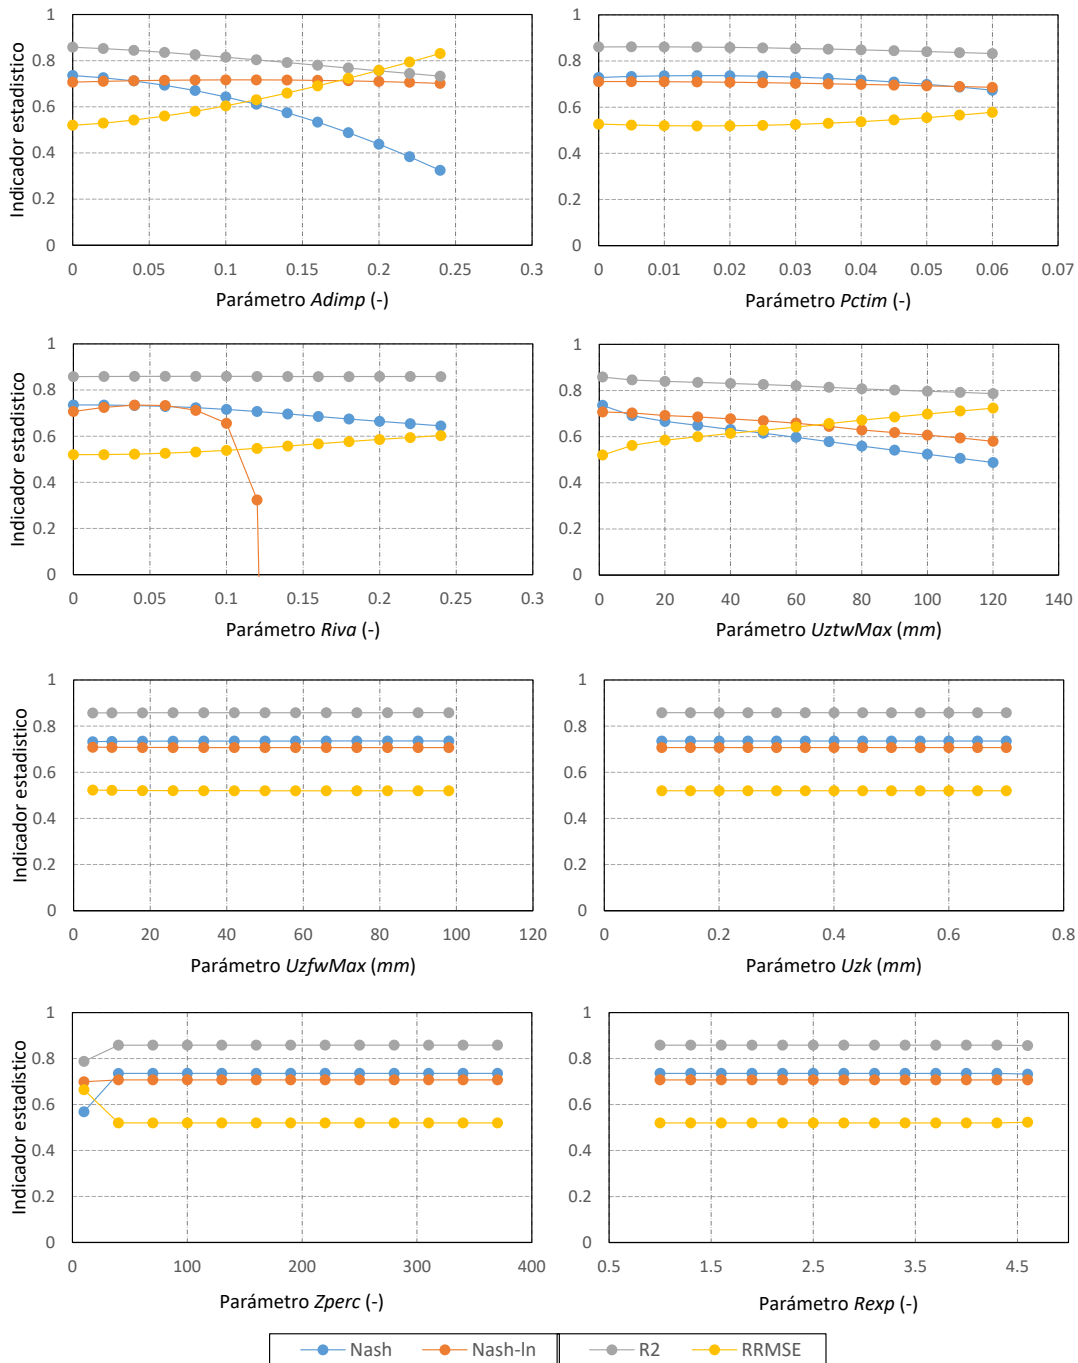 1
0.8
0.6
0.4
0.2
0
Indicador estadistico
0 0.05 0.1 0.15 0.2 0.25 0.3
Parámetro Adimp (-)
1
0.8
0.6
0.4
0.2
0
0 0.01 0.02 0.03 0.04 0.05 0.06 0.07
Parámetro Pctim (-)
1
0.8
0.6
0.4
0.2
0
Indicador estadistico
0 0.05 0.1 0.15 0.2 0.25 0.3
Parámetro Riva (-)
1
0.8
0.6
0.4
0.2
0
0 20 40 60 80 100 120 140
Parámetro UztwMax (mm)
1
0.8
0.6
0.4
0.2
0
Indicador estadistico
0 20 40 60 80 100 120
Parámetro UzfwMax (mm)
1
0.8
0.6
0.4
0.2
0
0 0.2 0.4 0.6 0.8
Parámetro Uzk (mm)
1
0.8
0.6
0.4
0.2
0
Indicador estadistico
0 100 200 300 400
Parámetro Zperc (-)
1
0.8
0.6
0.4
0.2
0
0.5 1.5 2.5 3.5 4.5
Parámetro Rexp (-)
Nash Nash-ln R2 RRMSE